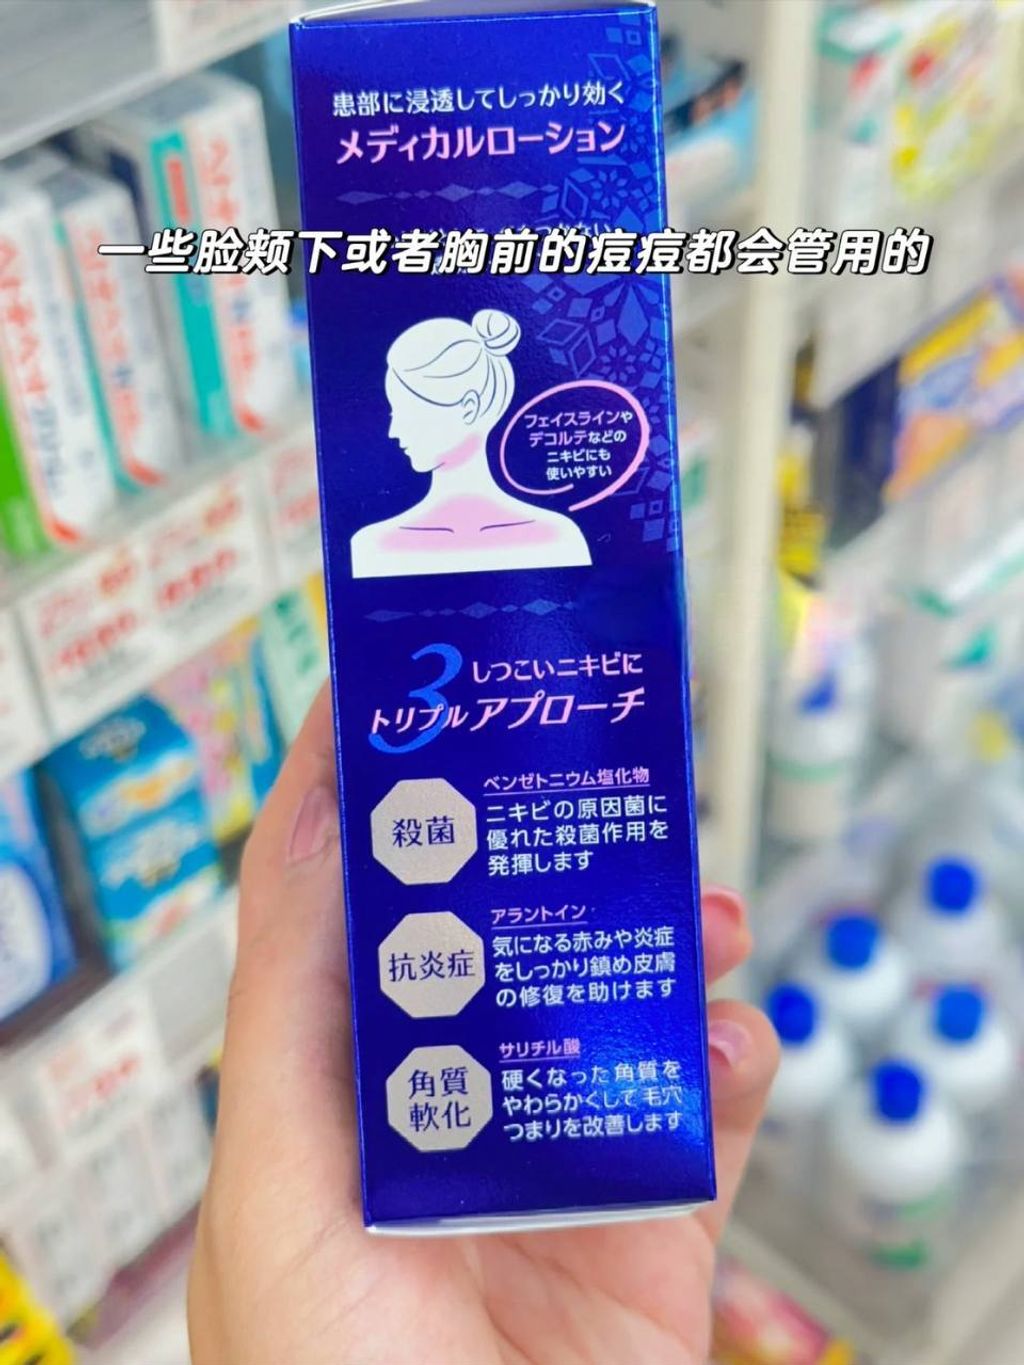 患部に浸透してしっかり効く
メディカルローション
一些脸颊下或者胸前的痘痘都会管用的
フェイスラインや
デコルテなどの
ニキビにも
使いやすい
3
しつこいニキビに
トリプルアプローチ
殺菌
ベンゼトニウム塩化物
ニキビの原因菌に
優れた殺菌作用を
発揮します
抗炎症
アラントイン
気になる赤みや炎症
をしっかり鎮め皮膚
の修復を助けます
角質
軟化
サリチル酸
硬くなった角質を
やわらかくして毛穴
つまりを改善します